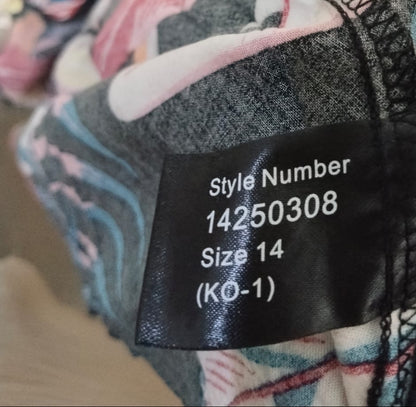 Style Number
14250308
Size 14
(KO-1)